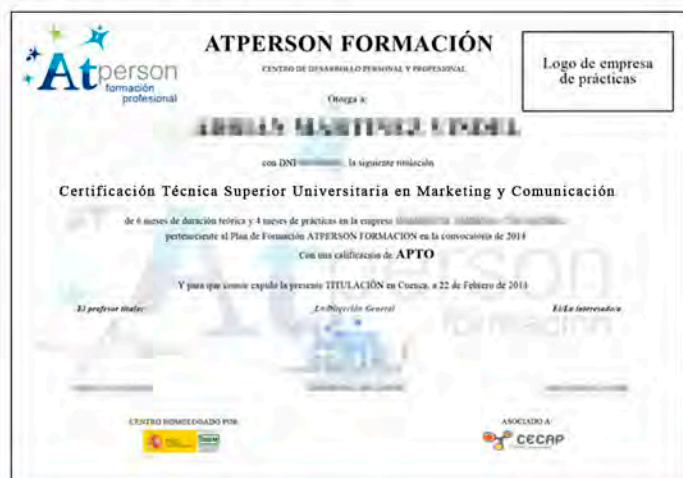 Atperson
formación
profesional
ATPERSON FORMACIÓN
CENTRO DE DESARROLLO PERSONAL Y PROFESIONAL
Logo de empresa
de prácticas
Otorga a:
con DNI , la siguiente titulación
Certificación Técnica Superior Universitaria en Marketing y Comunicación
de 6 meses de duración teórica y 4 meses de prácticas en la empresa
perteneciente al Plan de Formación ATPERSON FORMACIÓN en la convocatoria de 2014
Con una calificación de APTO
Y para que conste expido la presente TITULACIÓN en Cuenca, a 22 de Febrero de
El profesor titular
La Dirección General
El/La interesado/a
CENTRO HOMOLOGADO POR:
ASOCIADO A:
CECAP